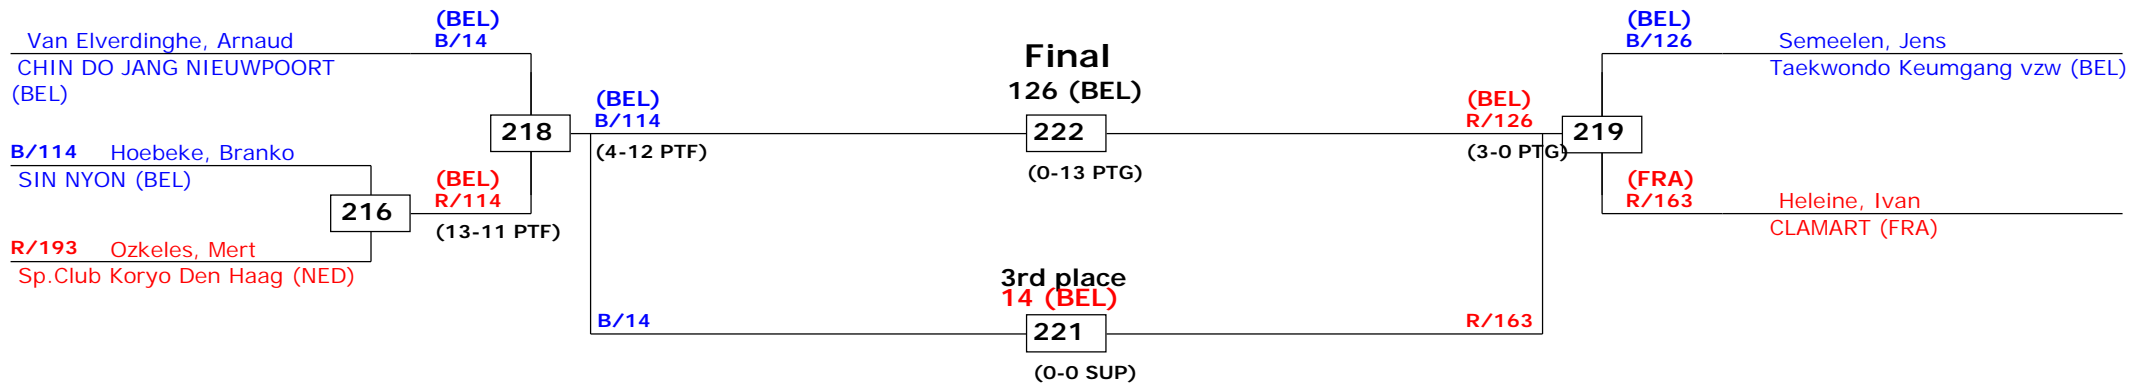 (BEL)
B/14
Van Elverdinghe, Arnaud
CHIN DO JANG NIEUWPOORT
(BEL)
B/114 Hoebeke, Branko
SIN NYON (BEL)
216
R/193 Ozkeles, Mert
Sp.Club Koryo Den Haag (NED)
(BEL)
R/114
(13-11 PTF)
218
(BEL)
B/114
(4-12 PTF)
Final
126 (BEL)
222
(0-13 PTG)
3rd place
14 (BEL)
B/14
221
(0-0 SUP)
R/163
(BEL)
R/126
(3-0 PTG)
219
(BEL)
B/126
Semeelen, Jens
Taekwondo Keumgang vzw (BEL)
(FRA)
R/163
Heleine, Ivan
CLAMART (FRA)